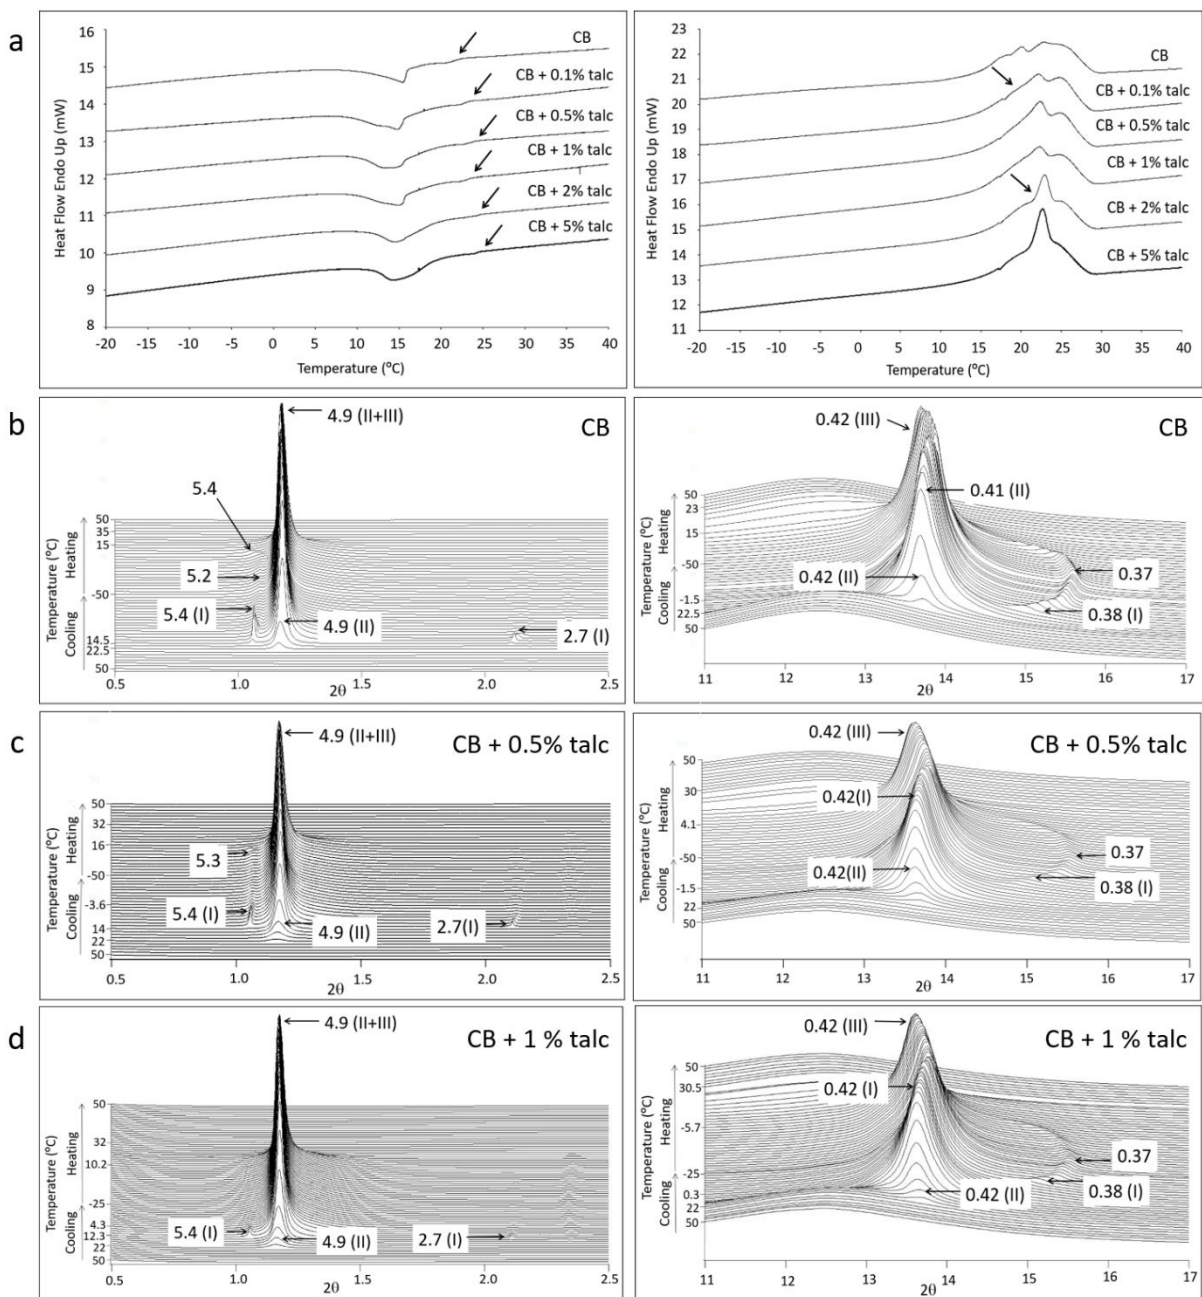 a
Heat Flow Endo Up (mW)
16
15
14
13
12
11
10
9
8
CB
CB + 0.1% talc
CB + 0.5% talc
CB + 1% talc
CB + 2% talc
CB + 5% talc
-20 -15 -10 -5 0 5 10 15 20 25 30 35 40
Temperature (°C)
Heat Flow Endo Up (mW)
23
22
21
20
19
18
17
16
15
14
13
12
11
CB
CB + 0.1% talc
CB + 0.5% talc
CB + 1% talc
CB + 2% talc
CB + 5% talc
-20 -15 -10 -5 0 5 10 15 20 25 30 35 40
Temperature (°C)
b
CB
4.9 (II+III)
5.4
5.2
5.4 (I)
4.9 (II)
2.7 (I)
Temperature (°C)
Cooling
Heating
50
35
15
-50
14.5
22.5
50
0.5 1.0 1.5 2.0 2.5
2θ
CB
0.42 (III)
0.41 (II)
0.42 (II)
0.37
0.38 (I)
Temperature (°C)
Cooling
Heating
50
23
15
-50
-1.5
22.5
50
11 12 13 14 15 16 17
2θ
c
CB + 0.5% talc
4.9 (II+III)
5.3
5.4 (I)
4.9 (II)
2.7(I)
Temperature (°C)
Cooling
Heating
50
32
16
-50
-3.6
14
22
50
0.5 1.0 1.5 2.0 2.5
2θ
CB + 0.5% talc
0.42 (III)
0.42(I)
0.42(II)
0.37
0.38 (I)
Temperature (°C)
Cooling
Heating
50
30
4.1
-50
-1.5
22
50
11 12 13 14 15 16 17
2θ
d
CB + 1 % talc
4.9 (II+III)
5.4 (I)
4.9 (II)
2.7 (I)
Temperature (°C)
Cooling
Heating
50
32
10.2
-25
4.3
12.3
22
50
0.5 1.0 1.5 2.0 2.5
2θ
CB + 1 % talc
0.42 (III)
0.42 (I)
0.42 (II)
0.37
0.38 (I)
Temperature (°C)
Cooling
Heating
50
30.5
-5.7
-25
0.3
22
50
11 12 13 14 15 16 17
2θ